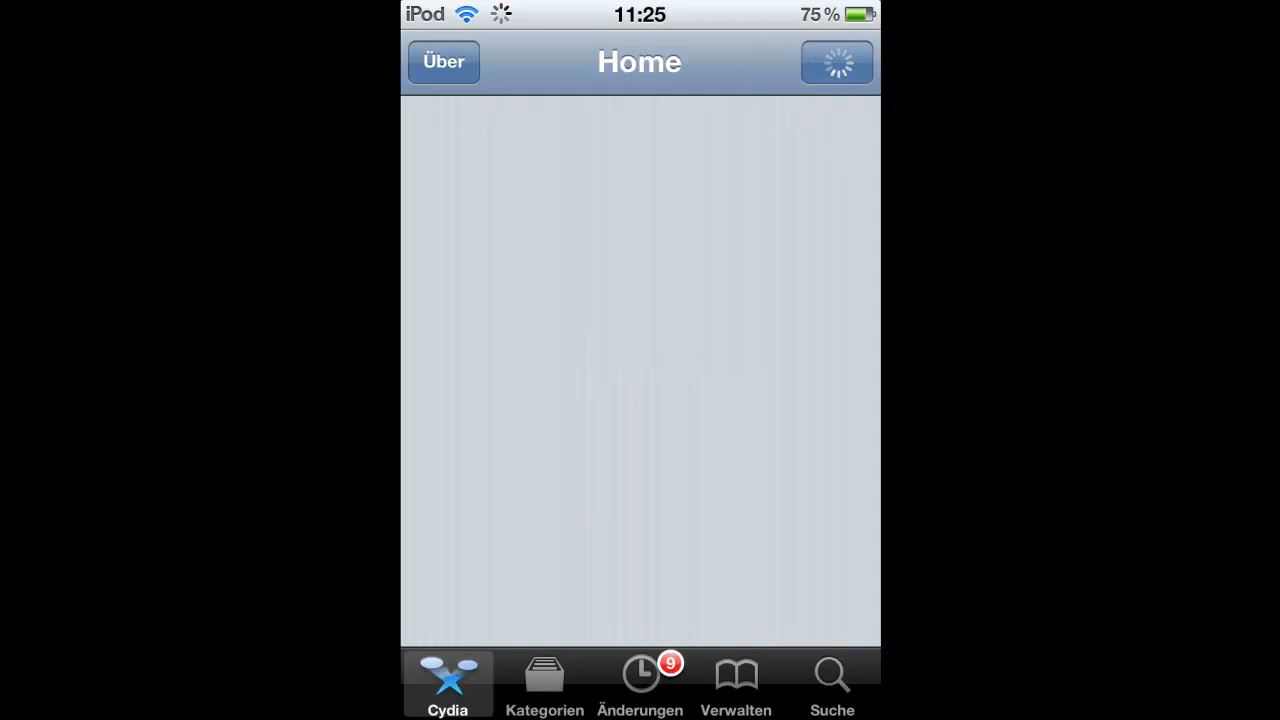 iPod 11:25 75 %
Über Home
9
Cydia Kategorien Änderungen Verwalten Suche